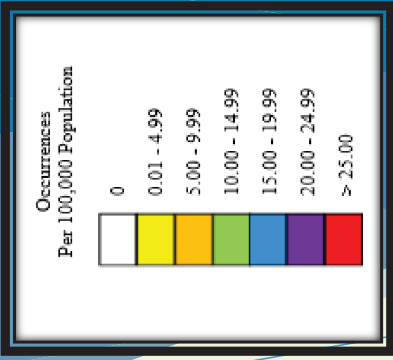 Occurrences
Per 100,000 Population
0
0.01 - 4.99
5.00 - 9.99
10.00 - 14.99
15.00 - 19.99
20.00 - 24.99
> 25.00